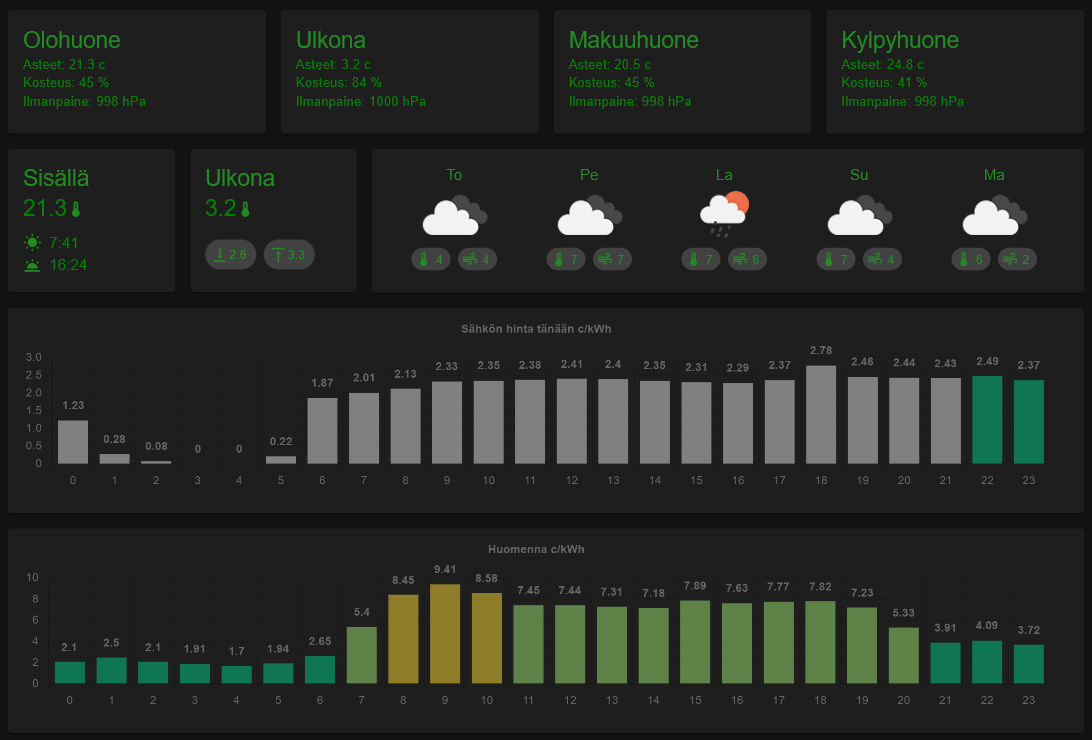 Olohuone
Asteet: 21.3 c
Kosteus: 45 %
Ilmanpaine: 998 hPa
Ulkona
Asteet: 3.2 c
Kosteus: 84 %
Ilmanpaine: 1000 hPa
Makuuhuone
Asteet: 20.5 c
Kosteus: 45 %
Ilmanpaine: 998 hPa
Kylpyhuone
Asteet: 24.8 c
Kosteus: 41 %
Ilmanpaine: 998 hPa
Sisällä
21.3
7:41
16:24
Ulkona
3.2
2.6 3.3
To Pe La Su Ma
4 4 7 7 7 6 7 4 6 2
Sähkön hinta tänään c/kWh
3.0
2.5
2.0
1.5
1.0
0.5
0
1.23 0.28 0.08 0 0 0.22 1.87 2.01 2.13 2.33 2.35 2.38 2.41 2.4 2.35 2.31 2.29 2.37 2.78 2.46 2.44 2.43 2.49 2.37
0 1 2 3 4 5 6 7 8 9 10 11 12 13 14 15 16 17 18 19 20 21 22 23
Huomenna c/kWh
10
8
6
4
2
0
2.1 2.5 2.1 1.91 1.7 1.94 2.65 5.4 8.45 9.41 8.58 7.45 7.44 7.31 7.18 7.89 7.63 7.77 7.82 7.23 5.33 3.91 4.09 3.72
0 1 2 3 4 5 6 7 8 9 10 11 12 13 14 15 16 17 18 19 20 21 22 23